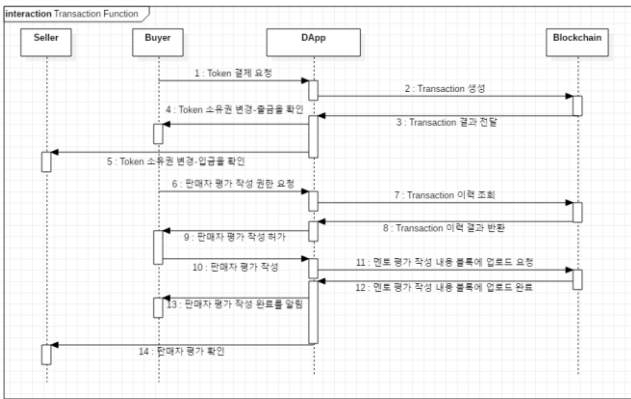 interaction Transaction Function
Seller
Buyer
DApp
Blockchain
1 : Token 결제 요청
2 : Transaction 생성
3 : Transaction 결과 전달
4 : Token 소유권 변경-출금을 확인
5 : Token 소유권 변경-입금을 확인
6 : 판매자 평가 작성 권한 요청
7 : Transaction 이력 조회
8 : Transaction 이력 결과 반환
9 : 판매자 평가 작성 허가
10 : 판매자 평가 작성
11 : 멘토 평가 작성 내용 블록에 업로드 요청
12 : 멘토 평가 작성 내용 블록에 업로드 완료
13 : 판매자 평가 작성 완료를 알림
14 : 판매자 평가 확인